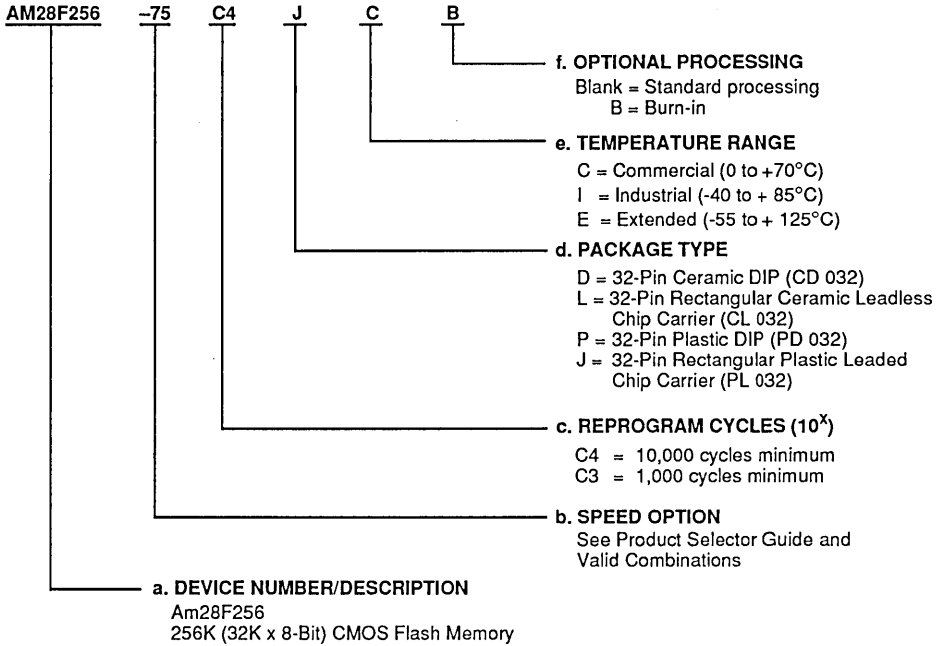 AM28F256 –75 C4 J C B
f. OPTIONAL PROCESSING
Blank = Standard processing
B = Burn-in
e. TEMPERATURE RANGE
C = Commercial (0 to +70°C)
I = Industrial (-40 to + 85°C)
E = Extended (-55 to + 125°C)
d. PACKAGE TYPE
D = 32-Pin Ceramic DIP (CD 032)
L = 32-Pin Rectangular Ceramic Leadless
Chip Carrier (CL 032)
P = 32-Pin Plastic DIP (PD 032)
J = 32-Pin Rectangular Plastic Leaded
Chip Carrier (PL 032)
c. REPROGRAM CYCLES (10^X)
C4 = 10,000 cycles minimum
C3 = 1,000 cycles minimum
b. SPEED OPTION
See Product Selector Guide and
Valid Combinations
a. DEVICE NUMBER/DESCRIPTION
Am28F256
256K (32K x 8-Bit) CMOS Flash Memory